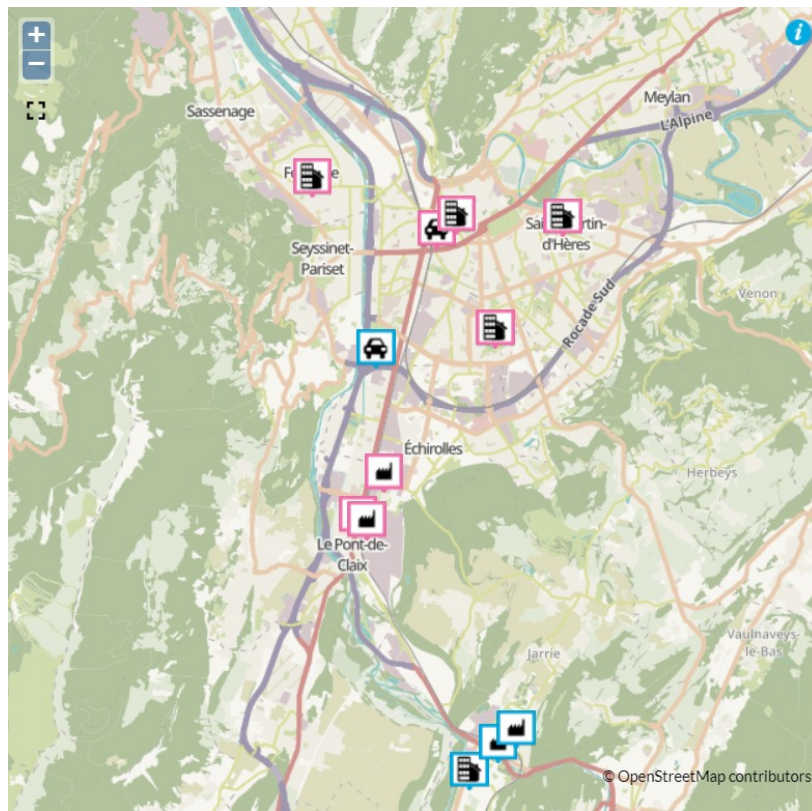 +
−
i
Sassenage
Meylan
L'Alpine
Seyssinet-
Pariset
d'Hères
Venon
Rocade Sud
Échirolles
Herbeys
Le Pont-de-
Claix
Jarrie
Vaulnaveys-
le-Bas
© OpenStreetMap contributors